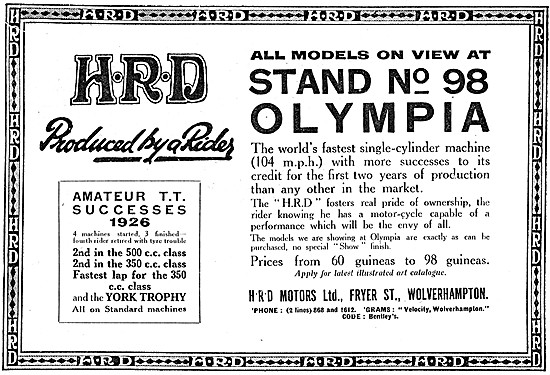 H·R·D
Produced by a Rider
AMATEUR T.T.
SUCCESSES
1926
4 machines started, 3 finished—
fourth rider retired with tyre trouble
2nd in the 500 c.c. class
2nd in the 350 c.c. class
Fastest lap for the 350
c.c. class
and the YORK TROPHY
All on Standard machines
ALL MODELS ON VIEW AT
STAND No 98
OLYMPIA
The world's fastest single-cylinder machine
(104 m.p.h.) with more successes to its
credit for the first two years of production
than any other in the market.
The "H.R.D" fosters real pride of ownership, the
rider knowing he has a motor-cycle capable of a
performance which will be the envy of all.
The models we are showing at Olympia are exactly as can be
purchased, no special "Show" finish.
Prices from 60 guineas to 98 guineas.
Apply for latest illustrated art catalogue.
H·R·D MOTORS Ltd., FRYER ST., WOLVERHAMPTON.
'PHONE: (2 lines) 868 and 1612. 'GRAMS: "Velocity, Wolverhampton."
CODE: Bentley's.